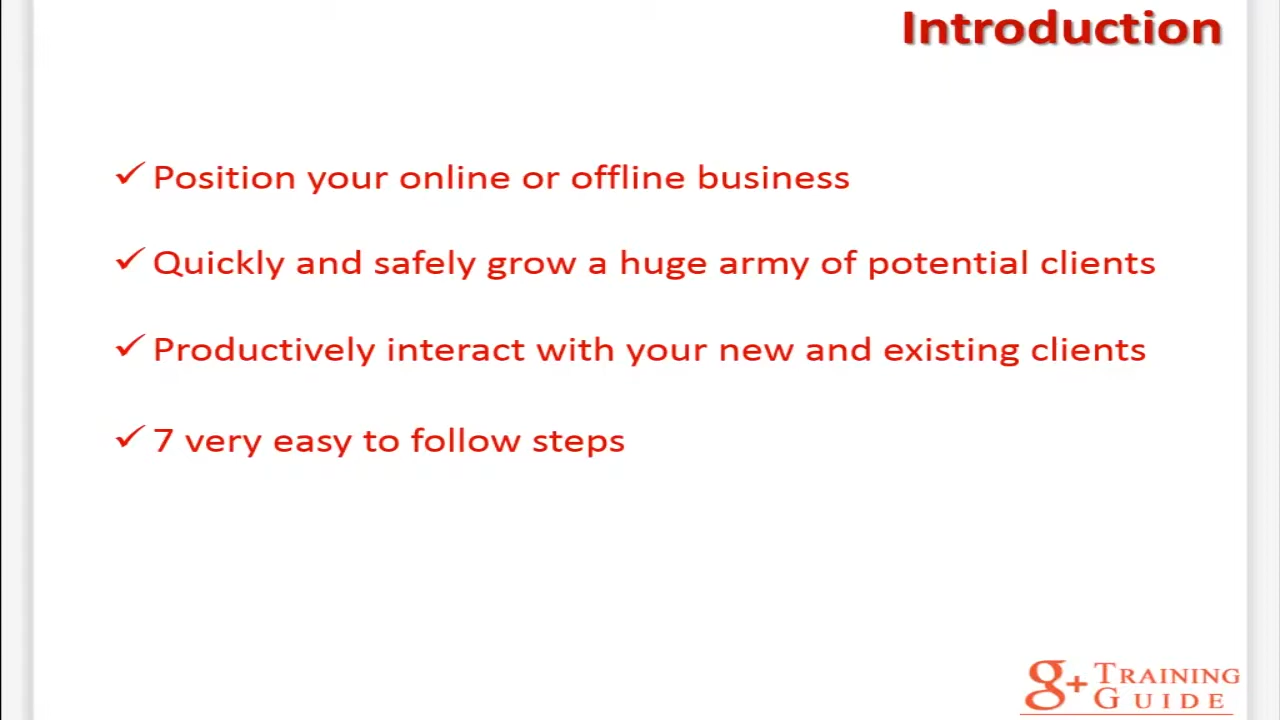 Introduction
✓ Position your online or offline business
✓ Quickly and safely grow a huge army of potential clients
✓ Productively interact with your new and existing clients
✓ 7 very easy to follow steps
g+ TRAINING
GUIDE